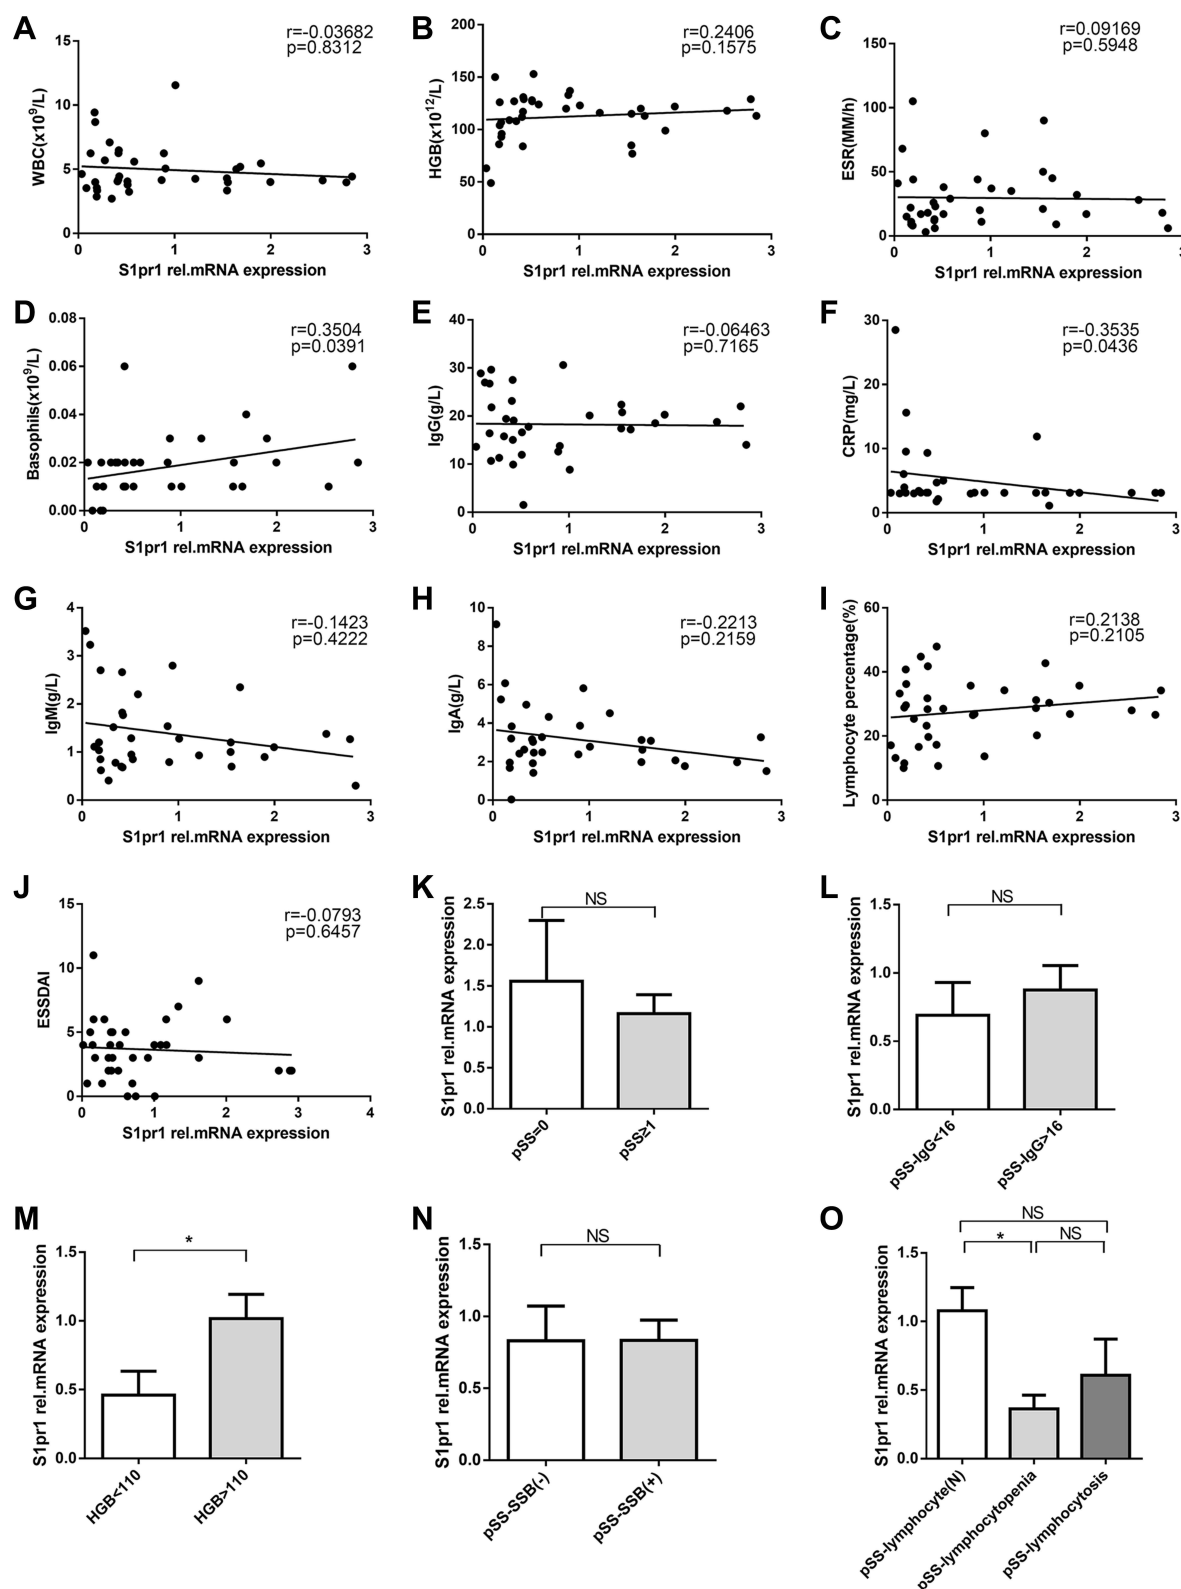 A
r=-0.03682
p=0.8312
WBC(x10⁹/L)
15
10
5
0
0 1 2 3
S1pr1 rel.mRNA expression
B
r=0.2406
p=0.1575
HGB(x10¹²/L)
200
150
100
50
0
0 1 2 3
S1pr1 rel.mRNA expression
C
r=0.09169
p=0.5948
ESR(MM/h)
150
100
50
0
0 1 2 3
S1pr1 rel.mRNA expression
D
r=0.3504
p=0.0391
Basophils(x10⁹/L)
0.08
0.06
0.04
0.02
0.00
0 1 2 3
S1pr1 rel.mRNA expression
E
r=-0.06463
p=0.7165
IgG(g/L)
40
30
20
10
0
0 1 2 3
S1pr1 rel.mRNA expression
F
r=-0.3535
p=0.0436
CRP(mg/L)
30
20
10
0
0 1 2 3
S1pr1 rel.mRNA expression
G
r=-0.1423
p=0.4222
IgM(g/L)
4
3
2
1
0
0 1 2 3
S1pr1 rel.mRNA expression
H
r=-0.2213
p=0.2159
IgA(g/L)
10
8
6
4
2
0
0 1 2 3
S1pr1 rel.mRNA expression
I
r=0.2138
p=0.2105
Lymphocyte percentage(%)
60
40
20
0
0 1 2 3
S1pr1 rel.mRNA expression
J
r=-0.0793
p=0.6457
ESSDAI
15
10
5
0
0 1 2 3 4
S1pr1 rel.mRNA expression
K
NS
S1pr1 rel.mRNA expression
2.5
2.0
1.5
1.0
0.5
0.0
pSS=0
pSS≥1
L
NS
S1pr1 rel.mRNA expression
1.5
1.0
0.5
0.0
pSS-IgG<16
pSS-IgG>16
M
*
S1pr1 rel.mRNA expression
1.5
1.0
0.5
0.0
HGB<110
HGB>110
N
NS
S1pr1 rel.mRNA expression
1.5
1.0
0.5
0.0
pSS-SSB(-)
pSS-SSB(+)
O
NS
* NS
S1pr1 rel.mRNA expression
1.5
1.0
0.5
0.0
pSS-lymphocyte(N)
pSS-lymphocytopenia
pSS-lymphocytosis